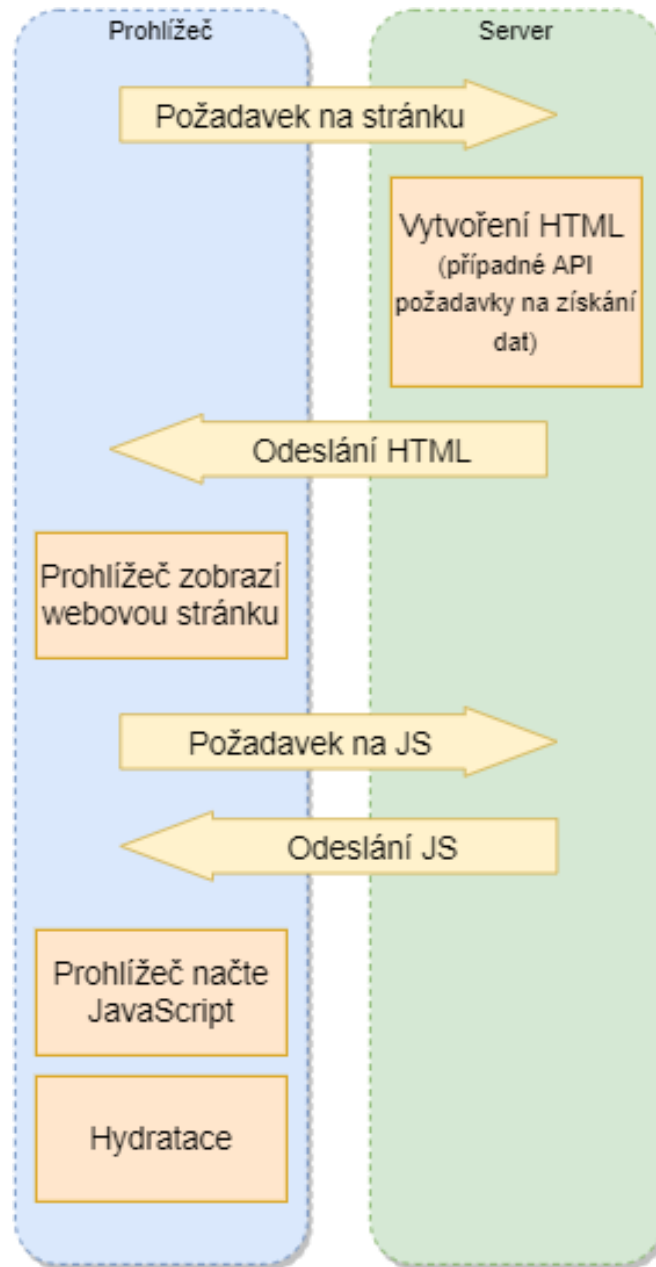 Prohlížeč
Server
Požadavek na stránku
Vytvoření HTML
(případné API
požadavky na získání
dat)
Odeslání HTML
Prohlížeč zobrazí
webovou stránku
Požadavek na JS
Odeslání JS
Prohlížeč načte
JavaScript
Hydratace